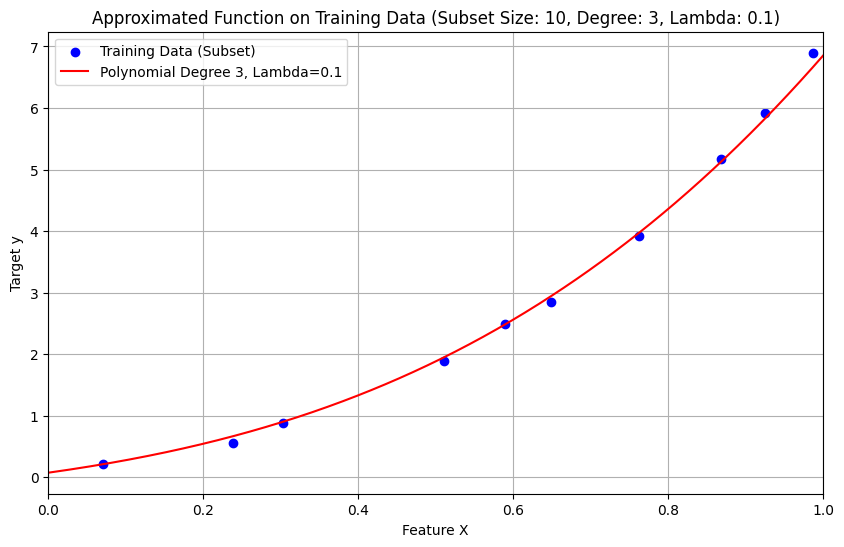 Approximated Function on Training Data (Subset Size: 10, Degree: 3, Lambda: 0.1)
Training Data (Subset)
Polynomial Degree 3, Lambda=0.1
Target y
7
6
5
4
3
2
1
0
0.0 0.2 0.4 0.6 0.8 1.0
Feature X